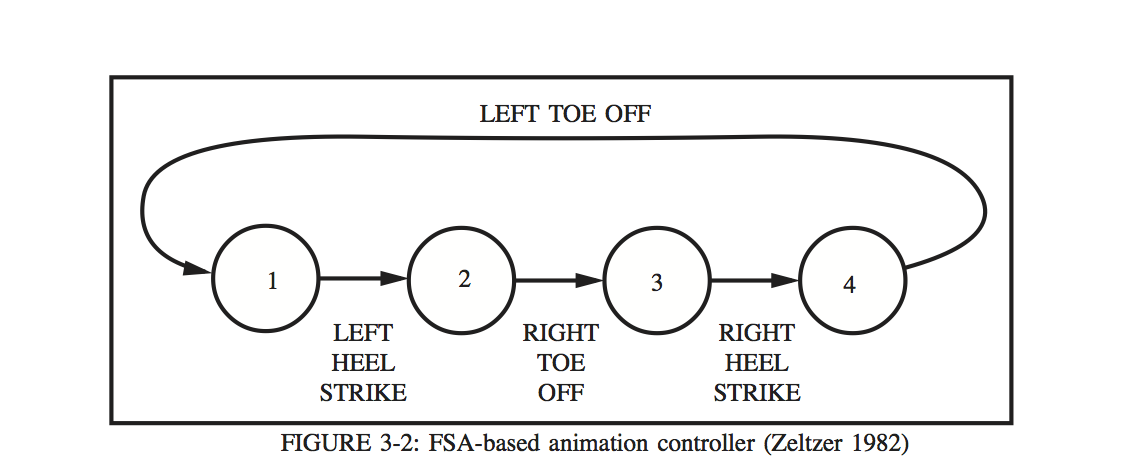 LEFT TOE OFF
1
2
3
4
LEFT
HEEL
STRIKE
RIGHT
TOE
OFF
RIGHT
HEEL
STRIKE
FIGURE 3-2: FSA-based animation controller (Zeltzer 1982)